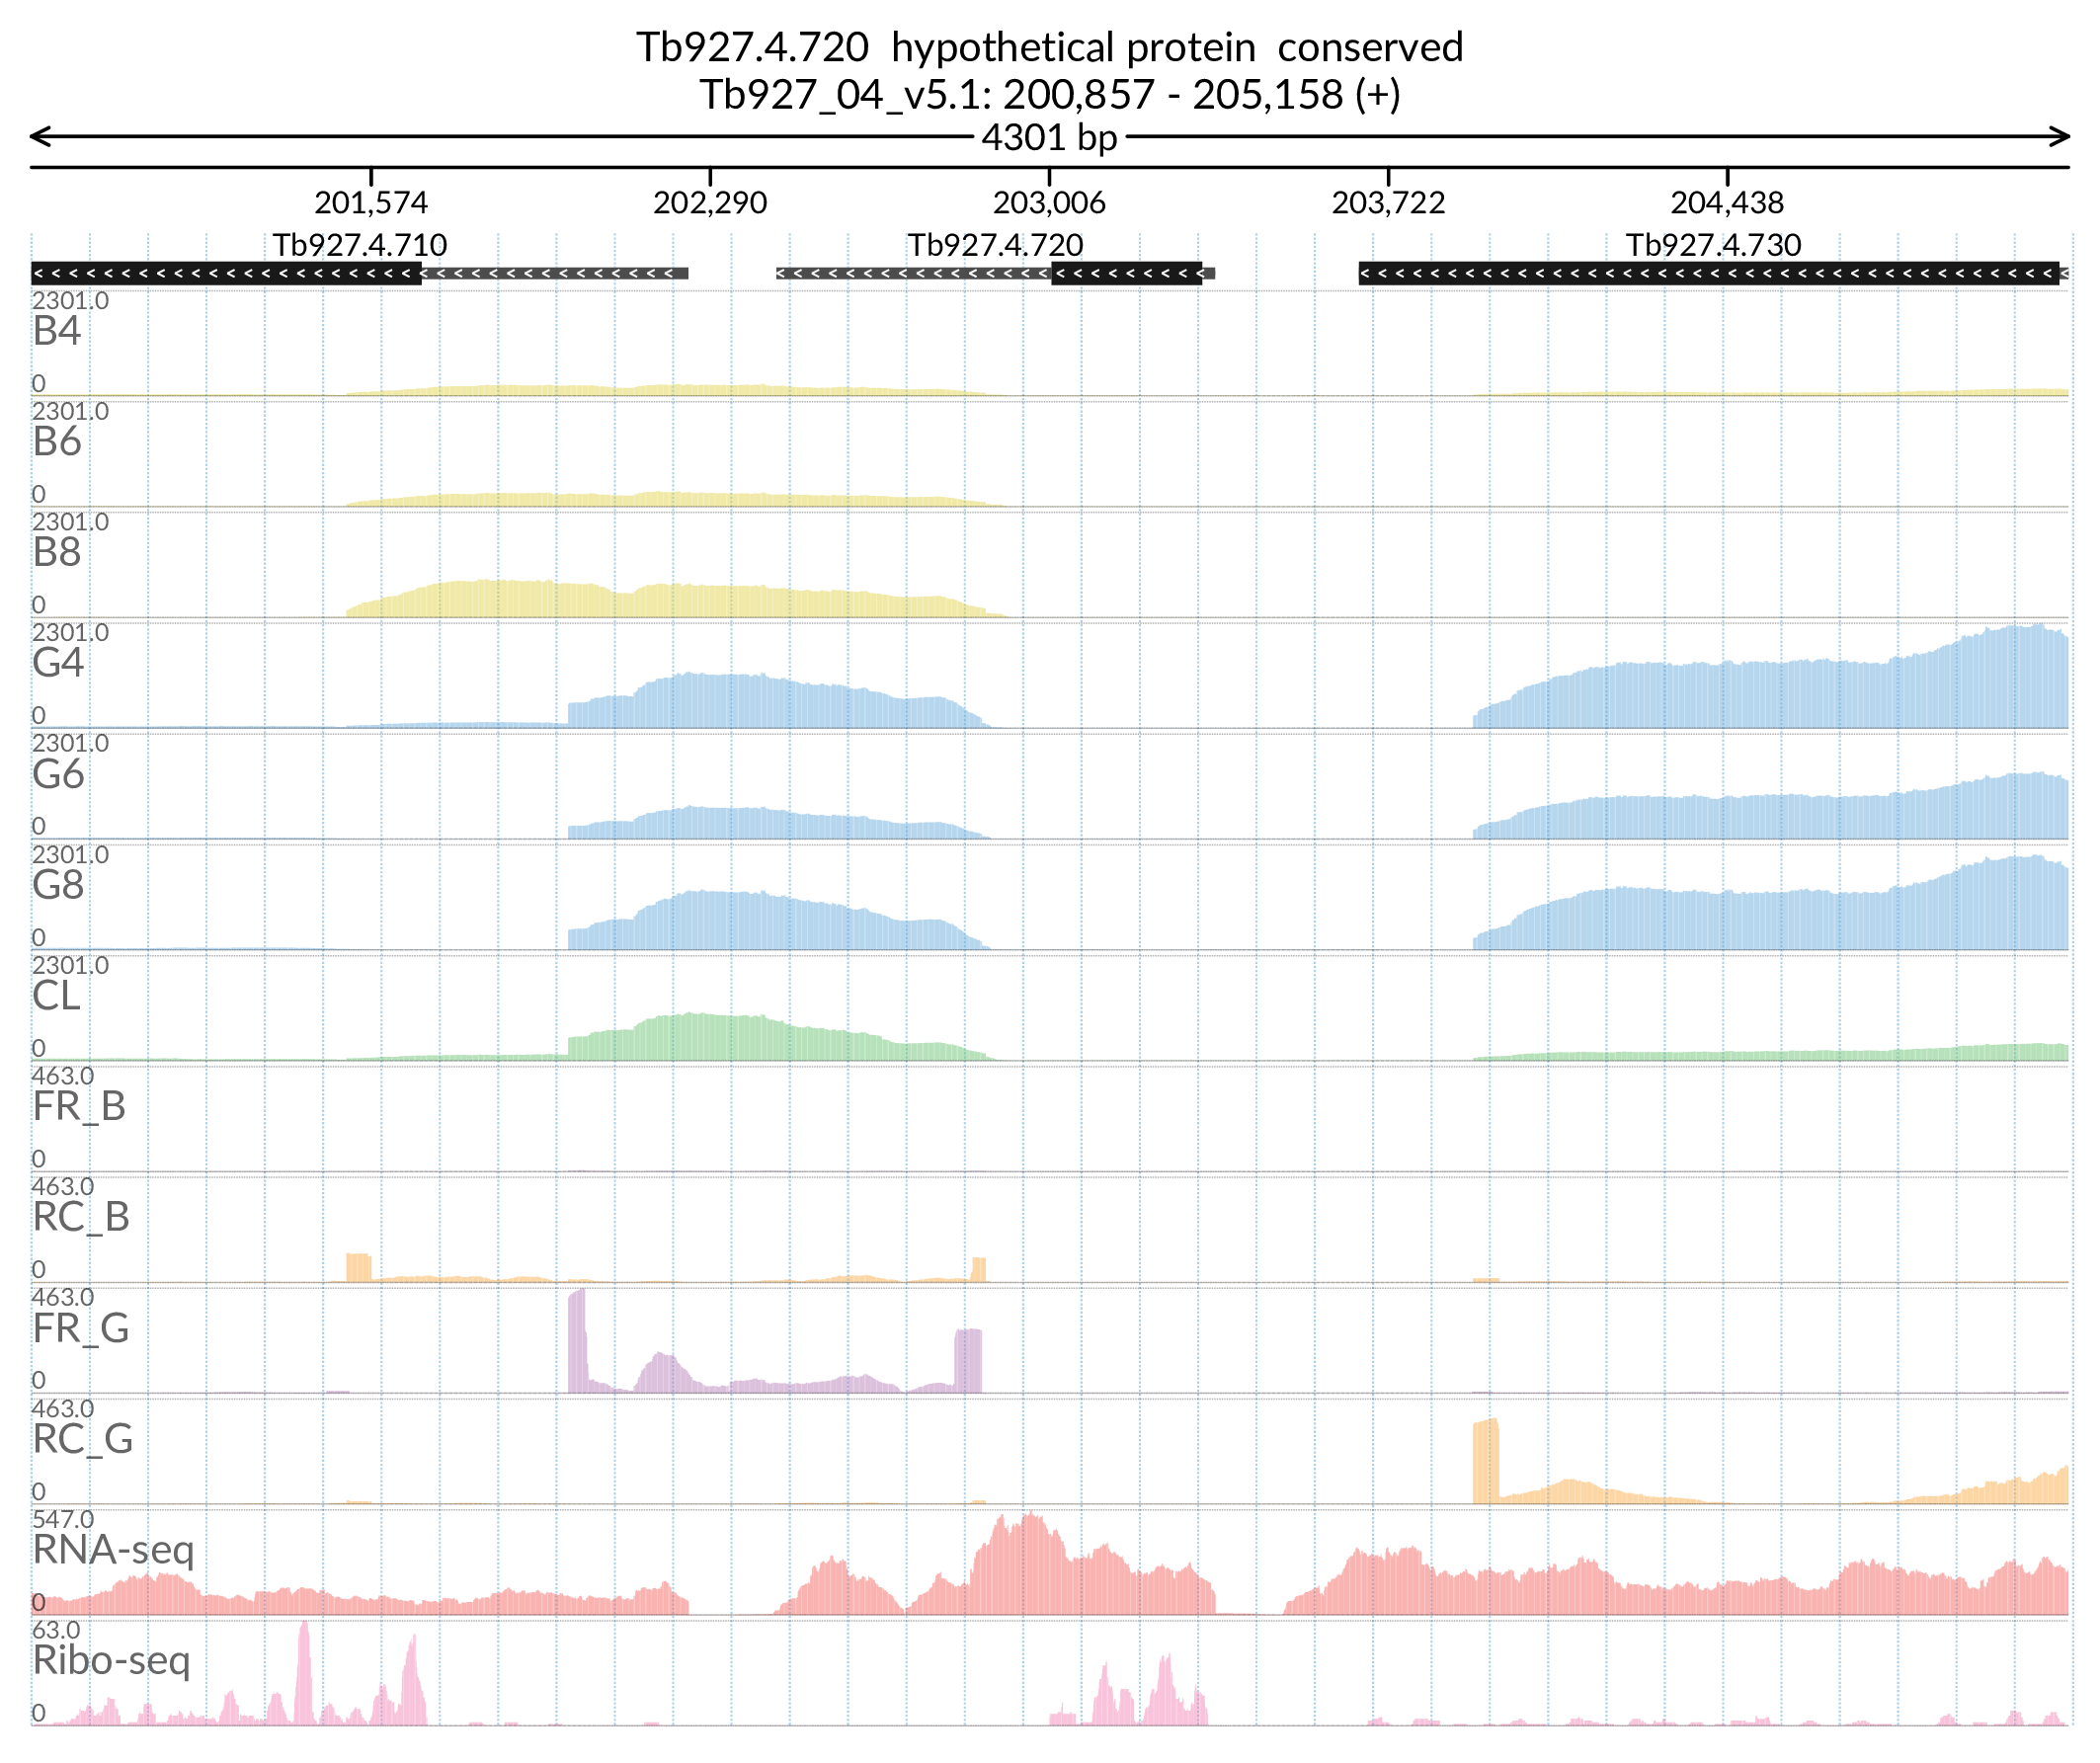 Tb927.4.720  hypothetical protein  conserved
Tb927_04_v5.1: 200,857 - 205,158 (+)
4301 bp
201,574 202,290 203,006 203,722 204,438
Tb927.4.710 Tb927.4.720 Tb927.4.730
2301.0
B4
0
2301.0
B6
0
2301.0
B8
0
2301.0
G4
0
2301.0
G6
0
2301.0
G8
0
2301.0
CL
0
463.0
FR_B
0
463.0
RC_B
0
463.0
FR_G
0
463.0
RC_G
0
547.0
RNA-seq
0
63.0
Ribo-seq
0